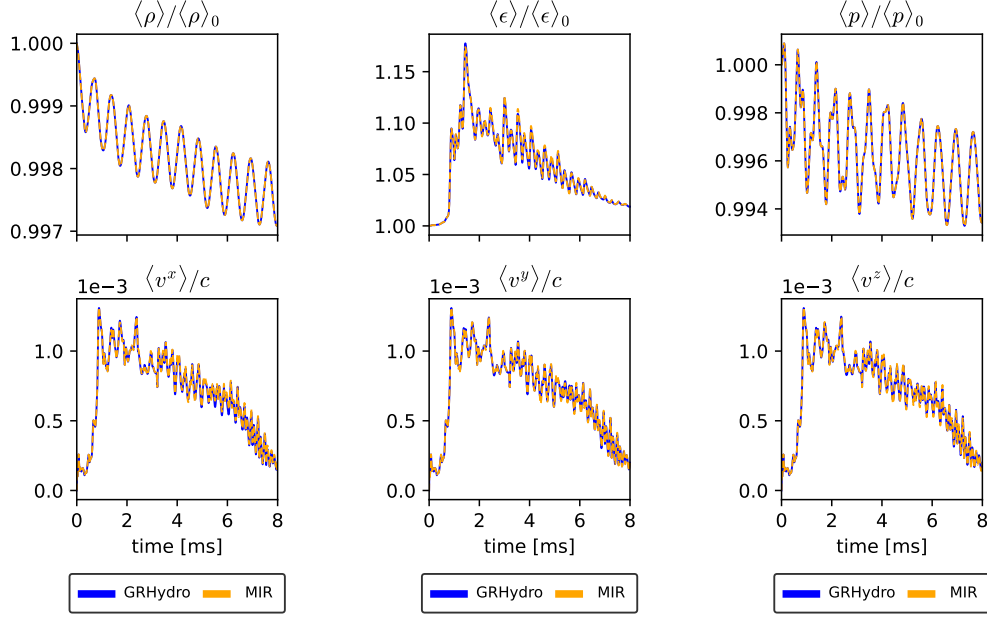 ⟨ρ⟩/⟨ρ⟩₀ ⟨ϵ⟩/⟨ϵ⟩₀ ⟨p⟩/⟨p⟩₀
1.000
0.999
0.998
0.997
1.15
1.10
1.05
1.00
1.000
0.998
0.996
0.994
0 2 4 6 8
1e−3 ⟨vˣ⟩/c
1.0
0.5
0.0
0 2 4 6 8
time [ms]
1e−3 ⟨vʸ⟩/c
1.0
0.5
0.0
0 2 4 6 8
time [ms]
1e−3 ⟨vᶻ⟩/c
1.0
0.5
0.0
time [ms]
GRHydro MIR
GRHydro MIR
GRHydro MIR